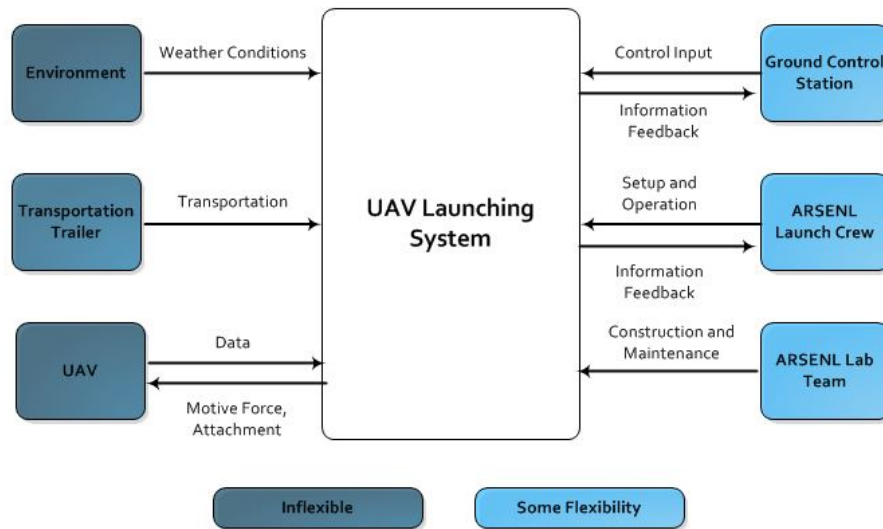 Environment
Weather Conditions
Transportation
Trailer
Transportation
UAV
Data
Motive Force,
Attachment
UAV Launching
System
Control Input
Information
Feedback
Ground Control
Station
Setup and
Operation
Information
Feedback
ARSENL
Launch Crew
Construction and
Maintenance
ARSENL Lab
Team
Inflexible
Some Flexibility